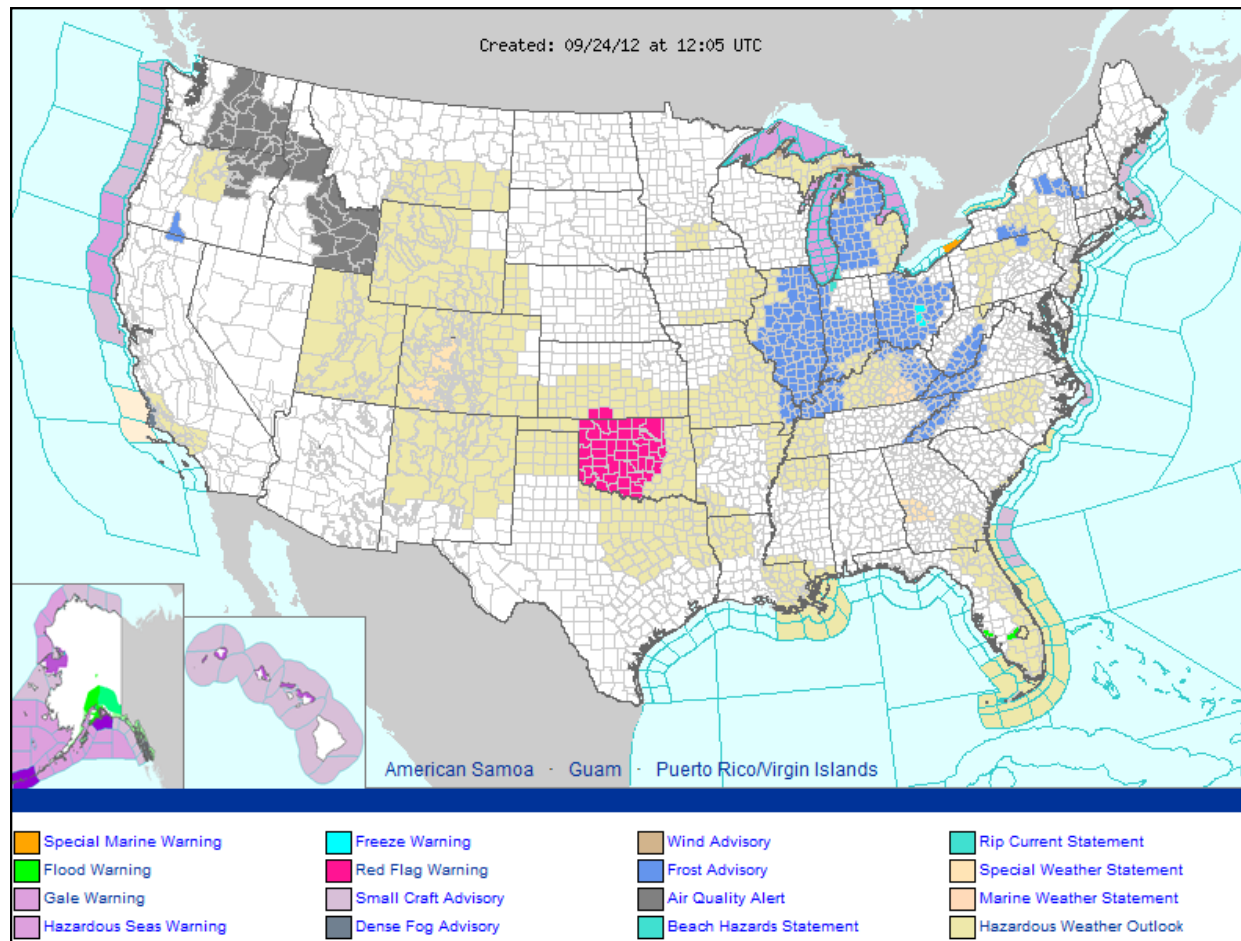 Created: 09/24/12 at 12:05 UTC
American Samoa - Guam - Puerto Rico/Virgin Islands
Special Marine Warning
Freeze Warning
Wind Advisory
Rip Current Statement
Flood Warning
Red Flag Warning
Frost Advisory
Special Weather Statement
Gale Warning
Small Craft Advisory
Air Quality Alert
Marine Weather Statement
Hazardous Seas Warning
Dense Fog Advisory
Beach Hazards Statement
Hazardous Weather Outlook